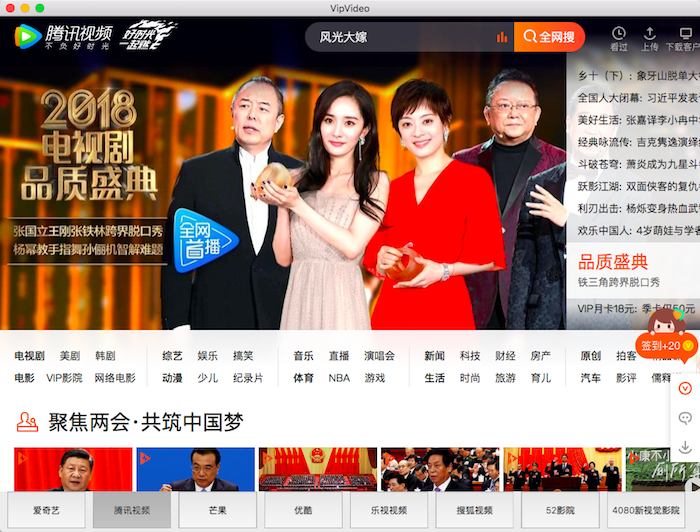 VipVideo
腾讯视频
不负好时光
好时光
一起燃
风光大嫁
全网搜
看过
上传
下载客户
2018
电视剧
品质盛典
张国立王刚张铁林跨界脱口秀
杨幂教手指舞孙俪机智解难题
全网
首播
乡十（下）: 象牙山脱单大
全国人大闭幕: 习近平发表
美好生活: 张嘉译李小冉中
经典咏流传: 吉克隽逸演绎
斗破苍穹: 萧炎成为九星斗
跃影江湖: 双面侠客的复仇
利刃出击: 杨烁变身热血武警
欢乐中国人: 4岁萌娃与学者
品质盛典
铁三角跨界脱口秀
VIP月卡18元; 季卡仅50元
签到+20
电视剧 美剧 韩剧 综艺 娱乐 搞笑 音乐 直播 演唱会 新闻 科技 财经 房产 原创 拍客
电影 VIP影院 网络电影 动漫 少儿 纪录片 体育 NBA 游戏 生活 时尚 旅游 育儿 汽车 影评 儒释
聚焦两会·共筑中国梦
康不小
爱奇艺 腾讯视频 芒果 优酷 乐视视频 搜狐视频 52影院 4080新视觉影院